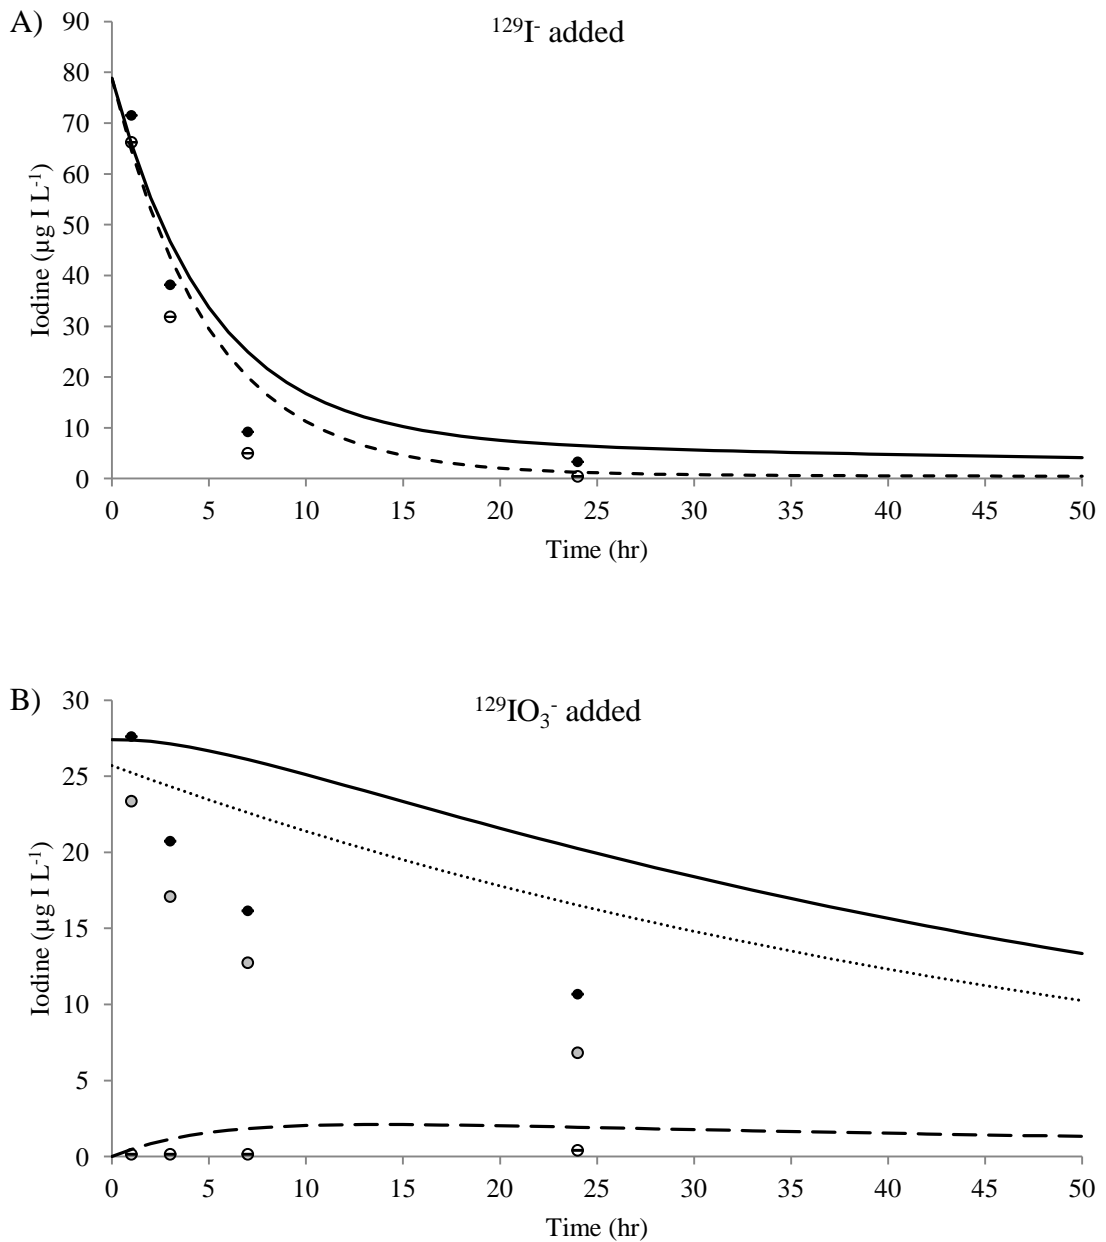 A)
¹²⁹I⁻ added
90
80
70
60
50
40
30
20
10
0
Iodine (µg I L⁻¹)
0 5 10 15 20 25 30 35 40 45 50
Time (hr)
B)
¹²⁹IO₃⁻ added
30
25
20
15
10
5
0
Iodine (µg I L⁻¹)
0 5 10 15 20 25 30 35 40 45 50
Time (hr)